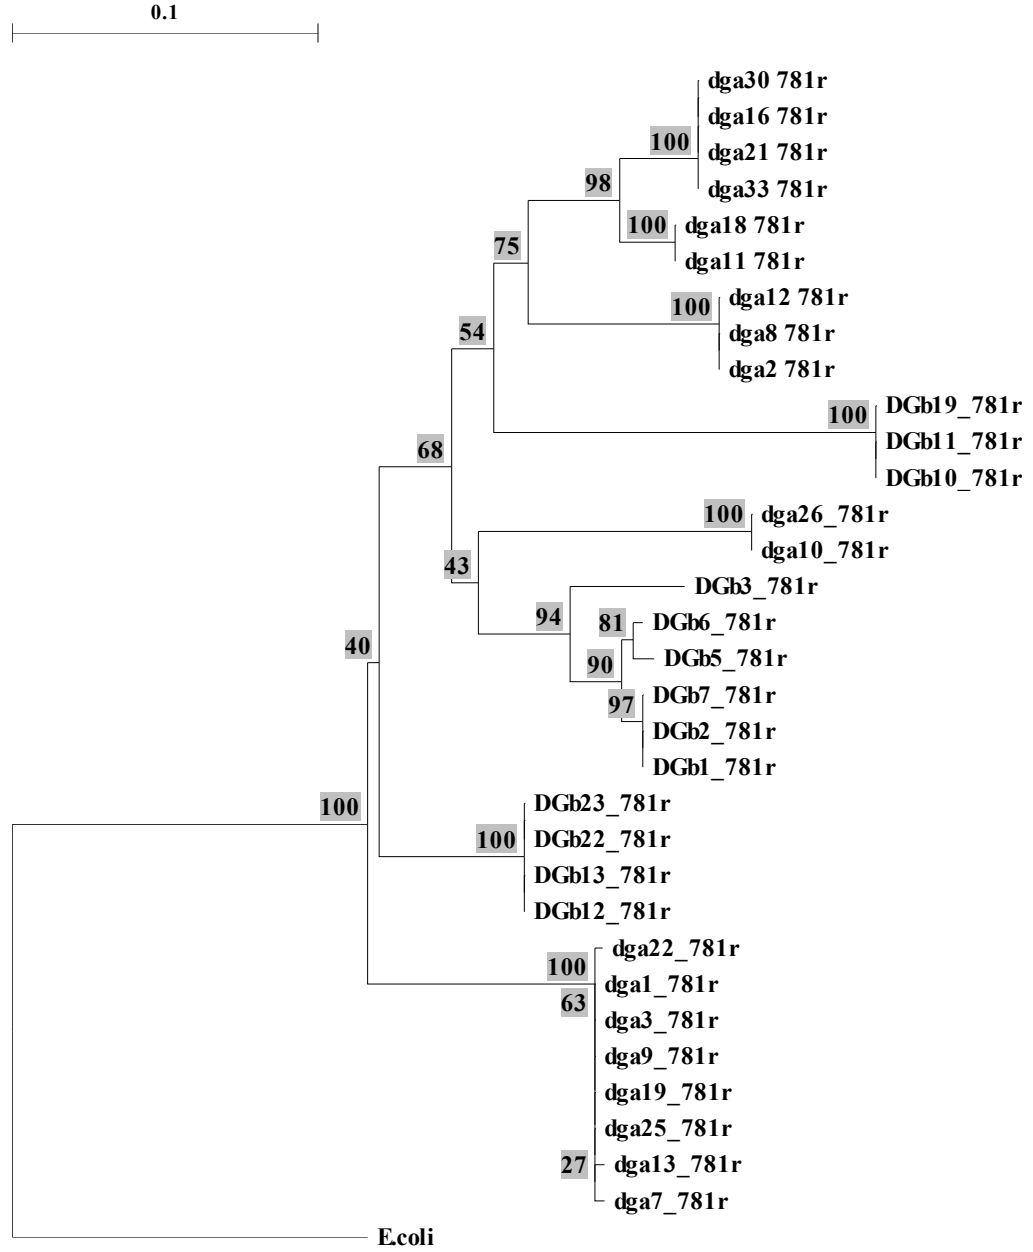 0.1
dga30 781r
dga16 781r
100
dga21 781r
98
dga33 781r
100
dga18 781r
75
dga11 781r
100
dga12 781r
54
dga8 781r
dga2 781r
100
DGb19_781r
68
DGb11_781r
DGb10_781r
100
dga26_781r
43
dga10_781r
DGb3_781r
94
81
DGb6_781r
40
90
DGb5_781r
97
DGb7_781r
DGb2_781r
DGb1_781r
100
DGb23_781r
100
DGb22_781r
DGb13_781r
DGb12_781r
dga22_781r
100
dga1_781r
63
dga3_781r
dga9_781r
dga19_781r
dga25_781r
27
dga13_781r
dga7_781r
E.coli